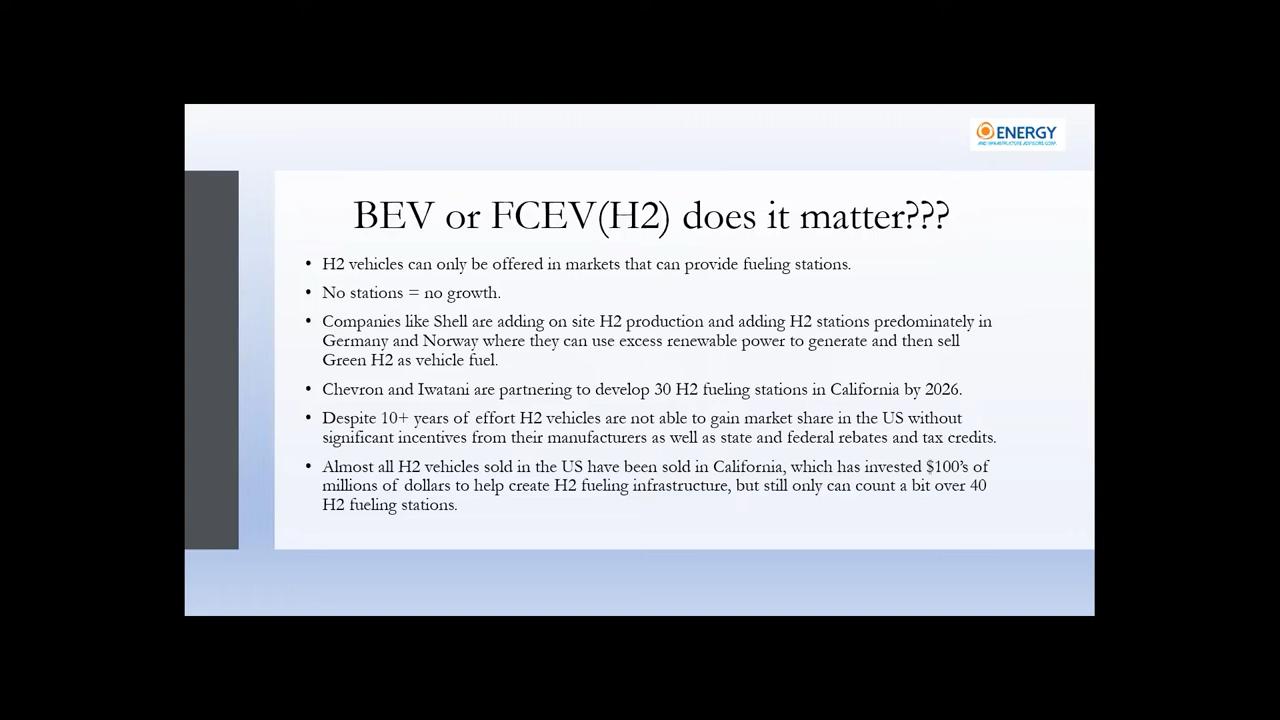 ENERGY
AND INFRASTRUCTURE ADVISORS CORP.
BEV or FCEV(H2) does it matter???
• H2 vehicles can only be offered in markets that can provide fueling stations.
• No stations = no growth.
• Companies like Shell are adding on site H2 production and adding H2 stations predominately in
Germany and Norway where they can use excess renewable power to generate and then sell
Green H2 as vehicle fuel.
• Chevron and Iwatani are partnering to develop 30 H2 fueling stations in California by 2026.
• Despite 10+ years of effort H2 vehicles are not able to gain market share in the US without
significant incentives from their manufacturers as well as state and federal rebates and tax credits.
• Almost all H2 vehicles sold in the US have been sold in California, which has invested $100’s of
millions of dollars to help create H2 fueling infrastructure, but still only can count a bit over 40
H2 fueling stations.